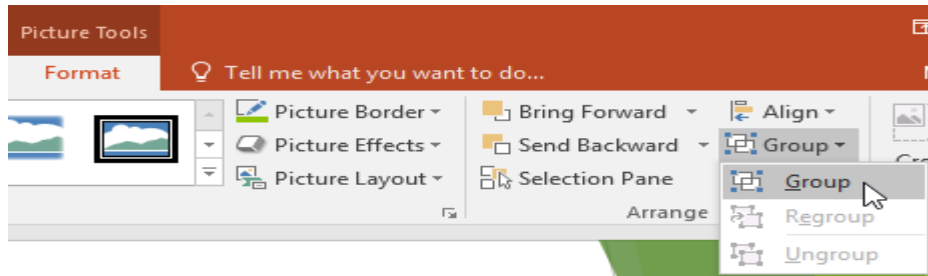 Picture Tools
Format
Tell me what you want to do...
Picture Border
Bring Forward
Align
Picture Effects
Send Backward
Group
Picture Layout
Selection Pane
Group
Arrange
Regroup
Ungroup